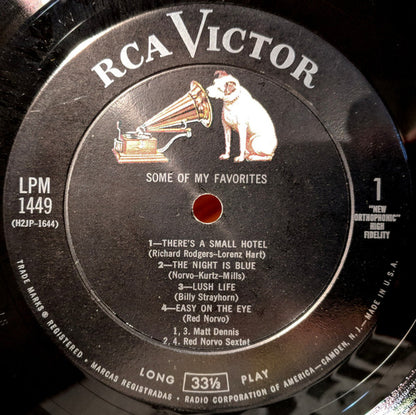 RCA VICTOR
SOME OF MY FAVORITES
LPM
1449
(H2JP-1644)
1
"NEW
ORTHOPHONIC"
HIGH
FIDELITY
1—THERE'S A SMALL HOTEL
(Richard Rodgers-Lorenz Hart)
2—THE NIGHT IS BLUE
(Norvo-Kurtz-Mills)
3—LUSH LIFE
(Billy Strayhorn)
4—EASY ON THE EYE
(Red Norvo)
1, 3. Matt Dennis
2, 4. Red Norvo Sextet
LONG 33⅓ PLAY
TRADE MARKS ® REGISTERED • MARCAS REGISTRADAS • RADIO CORPORATION OF AMERICA—CAMDEN, N. J.—MADE IN U.S.A.